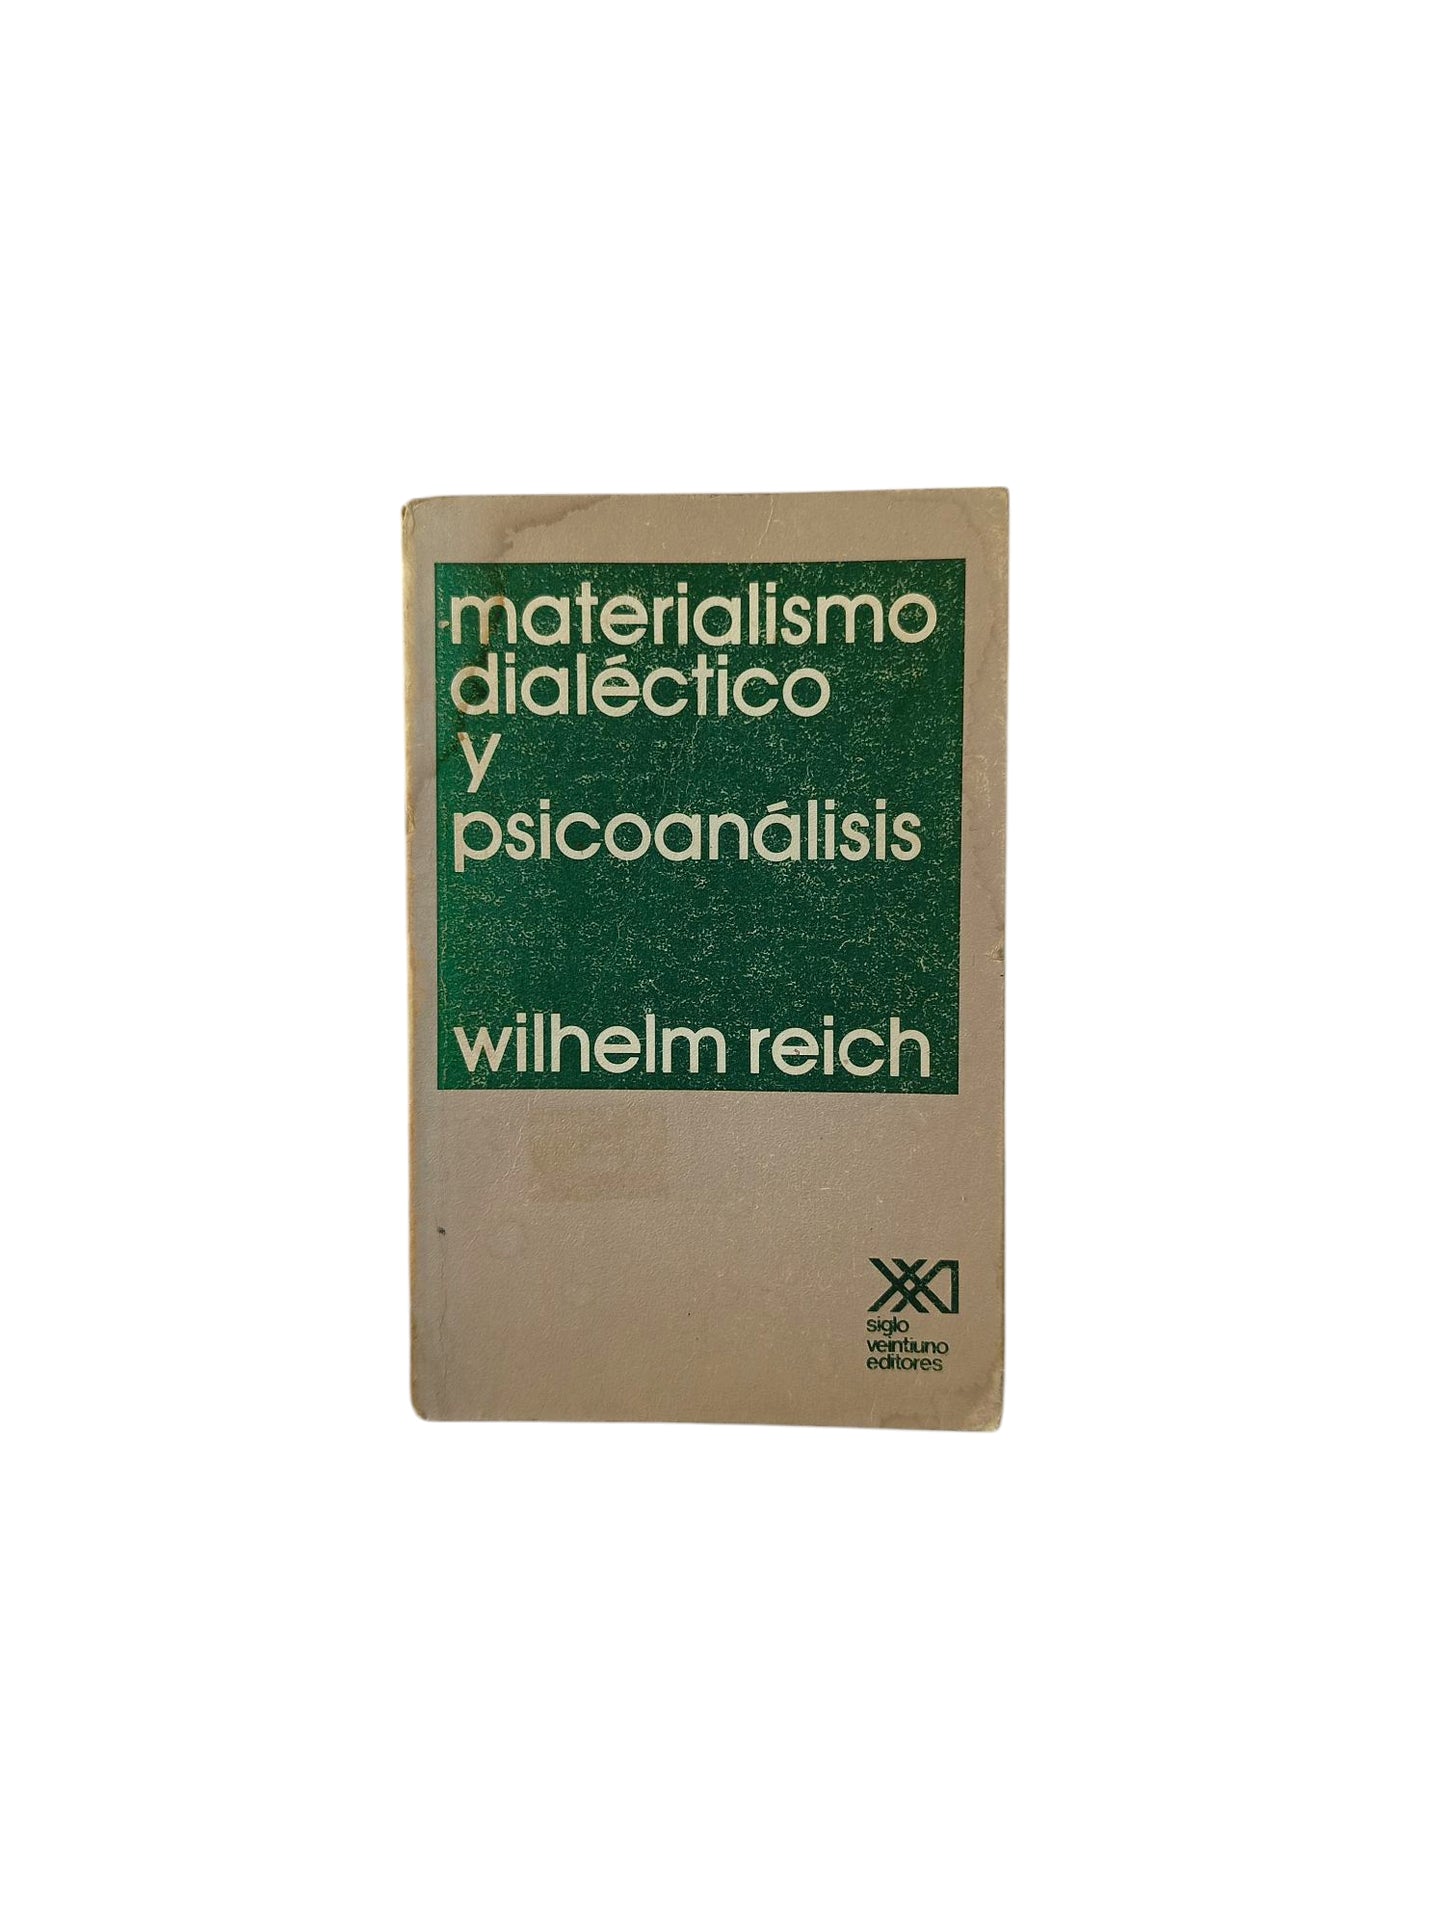 materialismo
dialéctico
y
psicoanálisis
wilhelm reich
siglo
veintiuno
editores